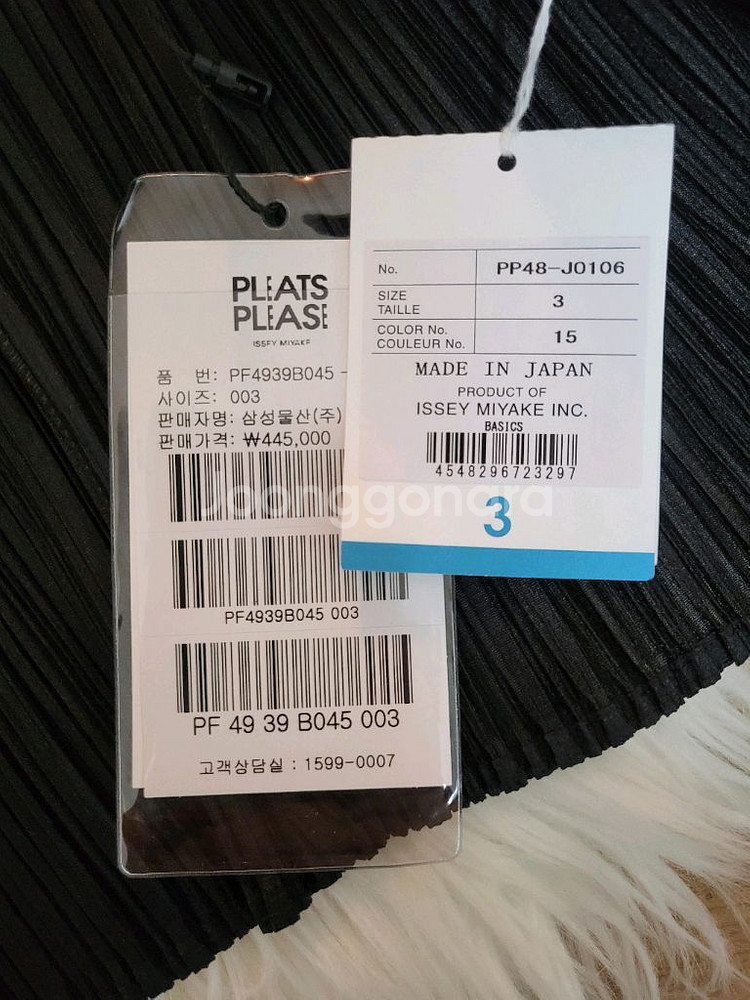 PLEATS
PLEASE
ISSEY MIYAKE
품 번: PF4939B045 -
사이즈: 003
판매자명: 삼성물산(주)
판매가격: ₩445,000
PF4939B045 003
PF 49 39 B045 003
고객상담실 : 1599-0007
No. PP48-J0106
SIZE
TAILLE 3
COLOR No.
COULEUR No. 15
MADE IN JAPAN
PRODUCT OF
ISSEY MIYAKE INC.
BASICS
4548296723297
3
Joonggonara